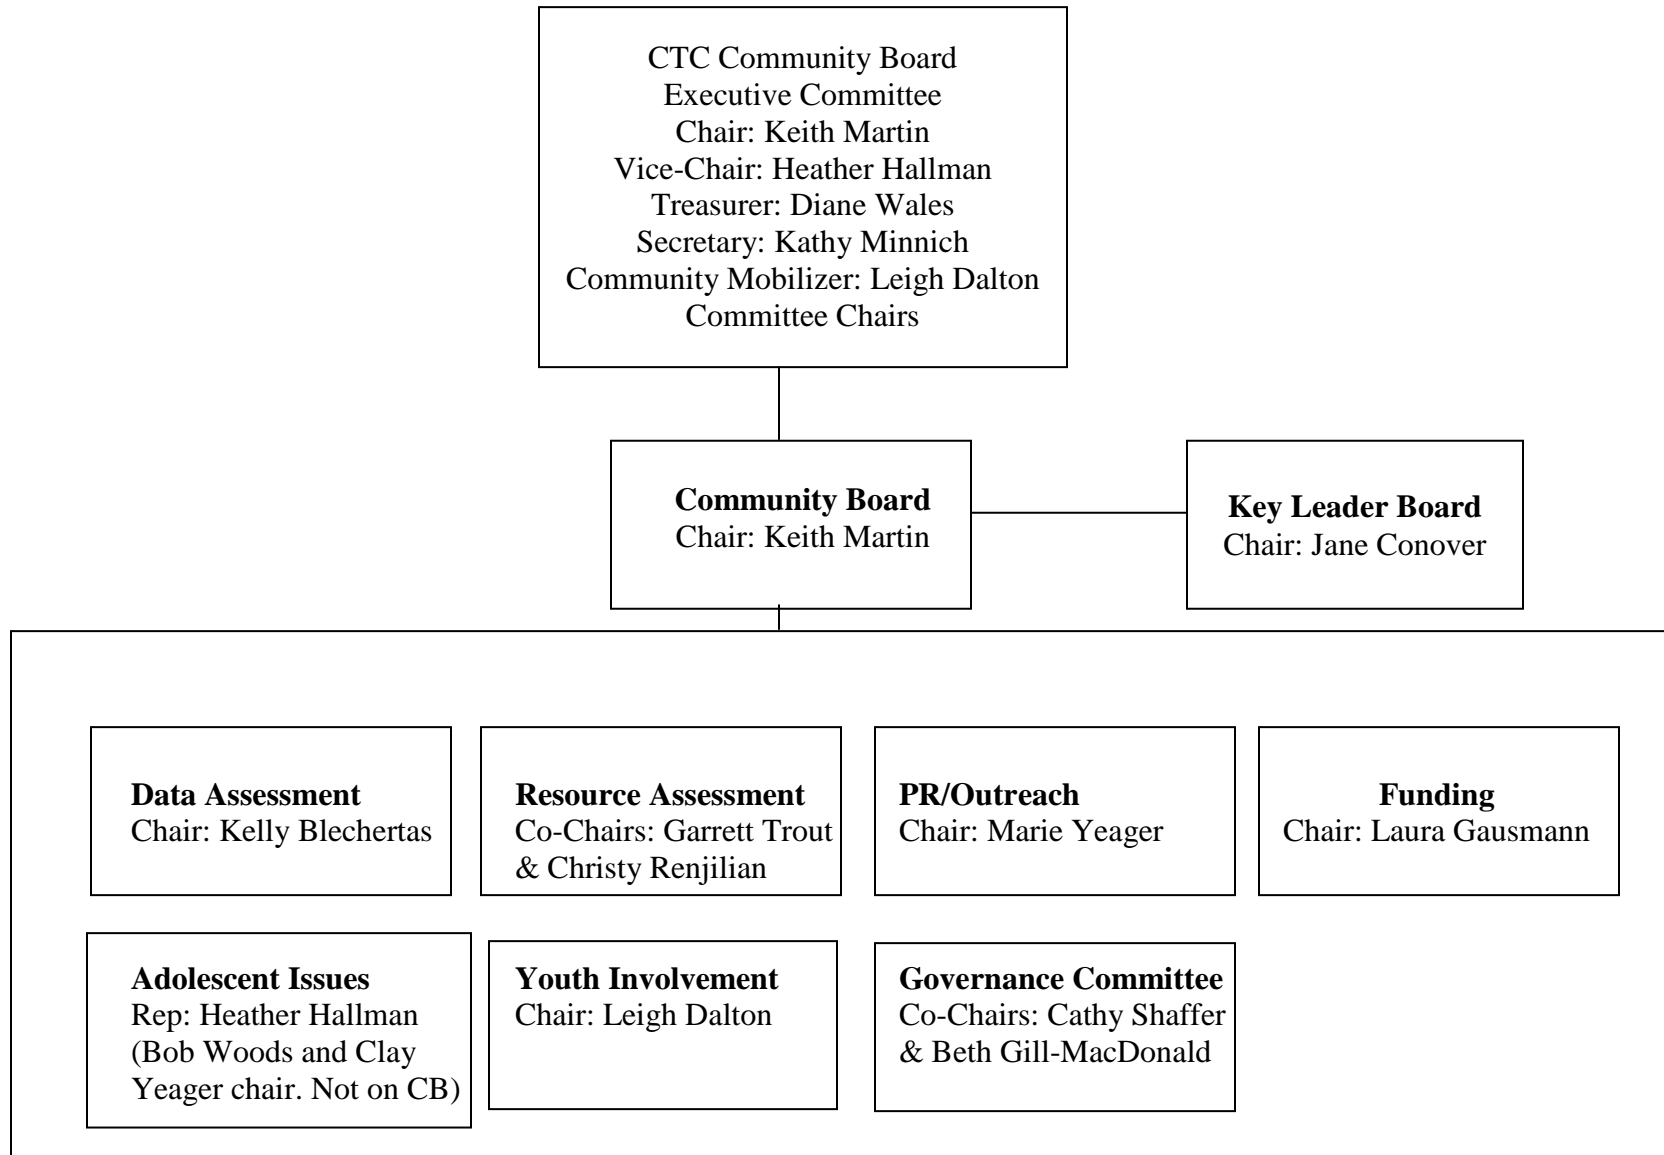 CTC Community Board
Executive Committee
Chair: Keith Martin
Vice-Chair: Heather Hallman
Treasurer: Diane Wales
Secretary: Kathy Minnich
Community Mobilizer: Leigh Dalton
Committee Chairs
Community Board
Chair: Keith Martin
Key Leader Board
Chair: Jane Conover
Data Assessment
Chair: Kelly Blechertas
Resource Assessment
Co-Chairs: Garrett Trout
& Christy Renjilian
PR/Outreach
Chair: Marie Yeager
Funding
Chair: Laura Gausmann
Adolescent Issues
Rep: Heather Hallman
(Bob Woods and Clay
Yeager chair. Not on CB)
Youth Involvement
Chair: Leigh Dalton
Governance Committee
Co-Chairs: Cathy Shaffer
& Beth Gill-MacDonald